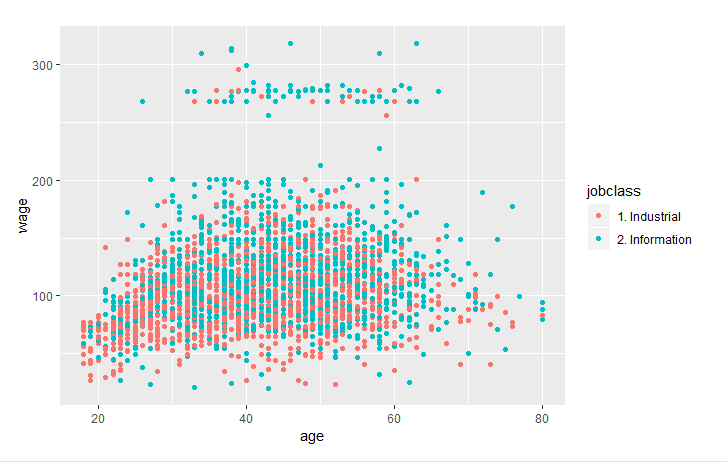 300
200
100
wage
20
40
60
80
age
jobclass
1. Industrial
2. Information